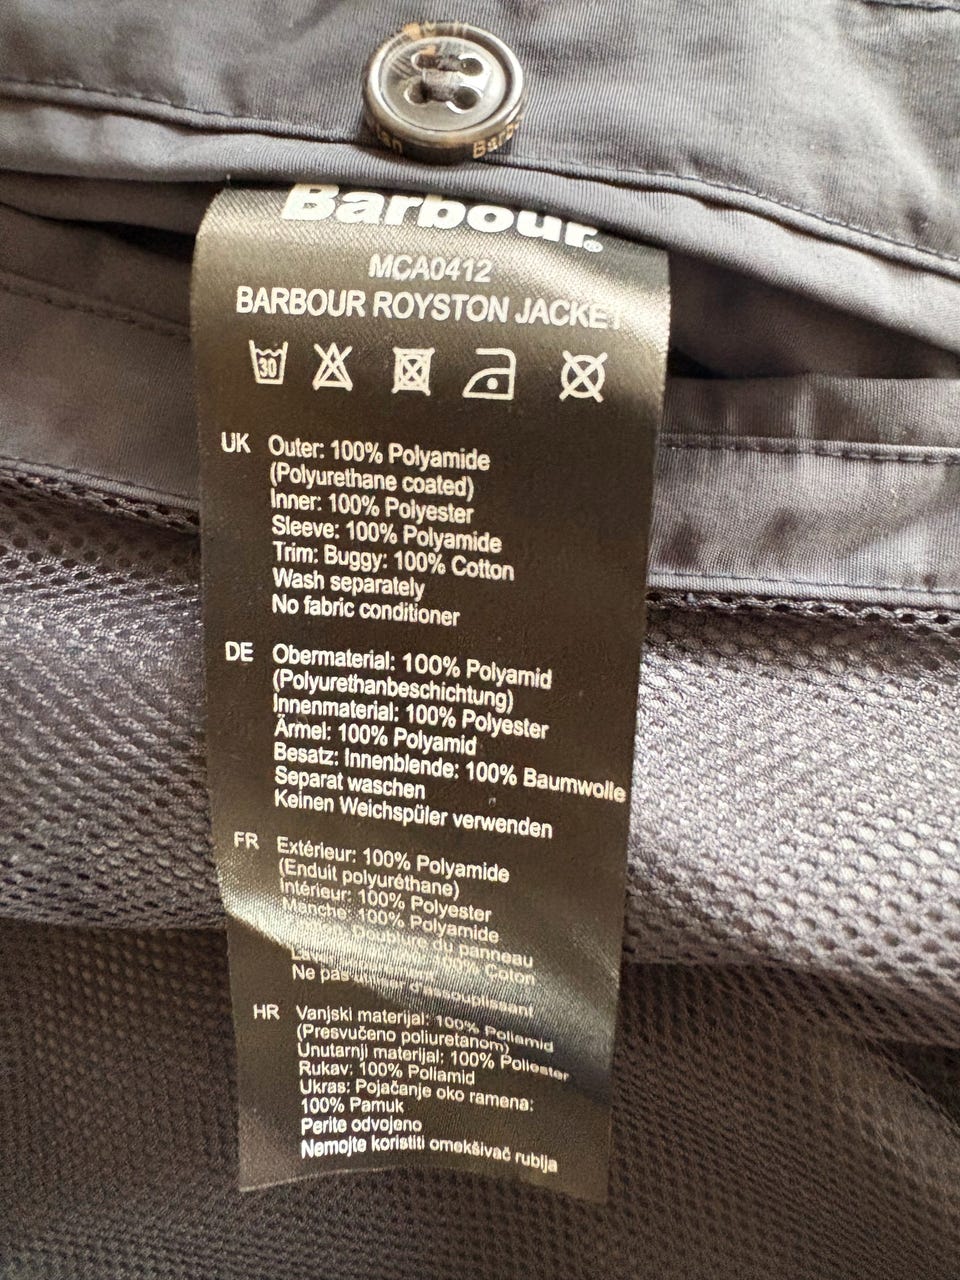 Barbour
Barbour®
MCA0412
BARBOUR ROYSTON JACKET
30
UK Outer: 100% Polyamide
(Polyurethane coated)
Inner: 100% Polyester
Sleeve: 100% Polyamide
Trim: Buggy: 100% Cotton
Wash separately
No fabric conditioner
DE Obermaterial: 100% Polyamid
(Polyurethanbeschichtung)
Innenmaterial: 100% Polyester
Ärmel: 100% Polyamid
Besatz: Innenblende: 100% Baumwolle
Separat waschen
Keinen Weichspüler verwenden
FR Extérieur: 100% Polyamide
(Enduit polyuréthane)
Intérieur: 100% Polyester
Manche: 100% Polyamide
Doublure du panneau
100% Coton
Ne pas d'assouplissant
HR Vanjski materijal: 100% Poliamid
(Presvučeno poliuretanom)
Unutarnji materijal: 100% Poliester
Rukav: 100% Poliamid
Ukras: Pojačanje oko ramena:
100% Pamuk
Perite odvojeno
Nemojte koristiti omekšivač rublja